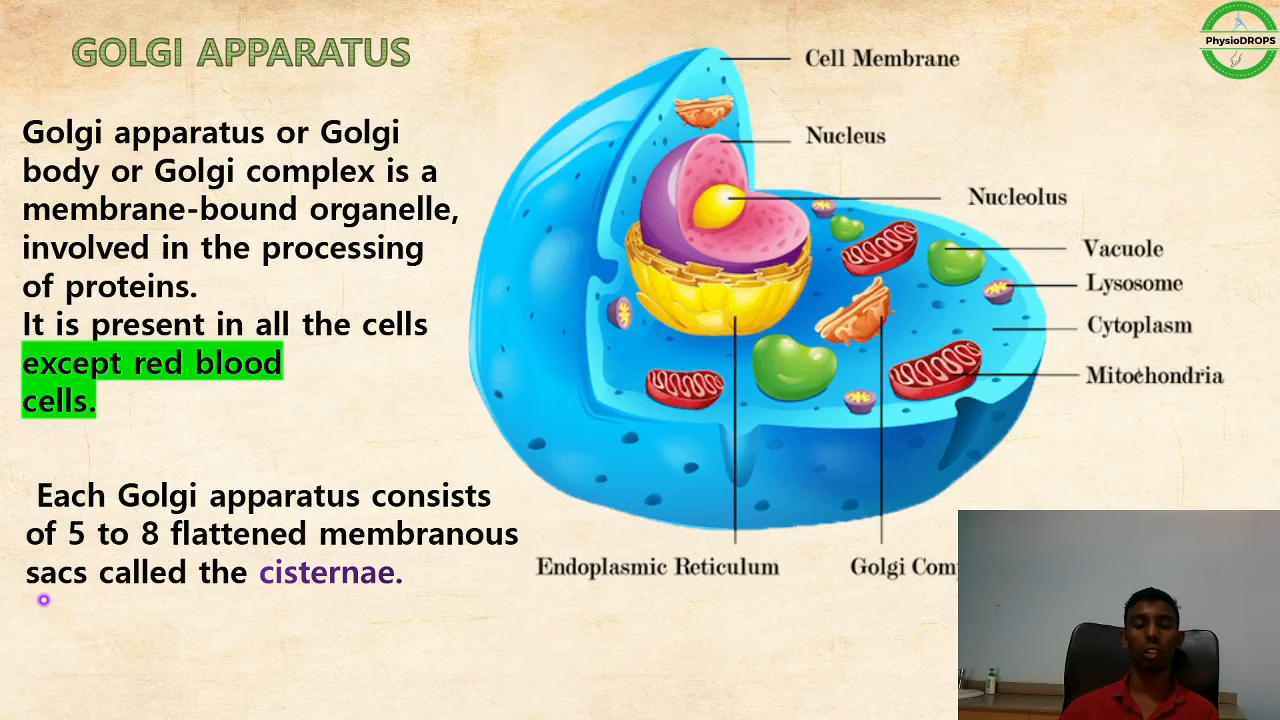 GOLGI APPARATUS
PhysioDROPS
Golgi apparatus or Golgi
body or Golgi complex is a
membrane-bound organelle,
involved in the processing
of proteins.
It is present in all the cells
except red blood
cells.
Each Golgi apparatus consists
of 5 to 8 flattened membranous
sacs called the cisternae.
Cell Membrane
Nucleus
Nucleolus
Vacuole
Lysosome
Cytoplasm
Mitochondria
Endoplasmic Reticulum
Golgi Com